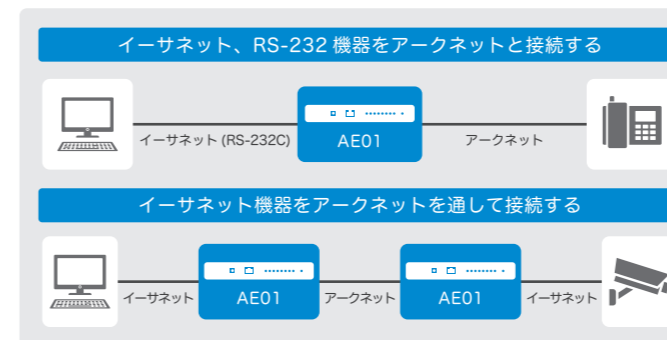 イーサネット、RS-232 機器をアークネットと接続する
イーサネット (RS-232C)
AE01
アークネット
イーサネット機器をアークネットを通して接続する
イーサネット
AE01
アークネット
AE01
イーサネット